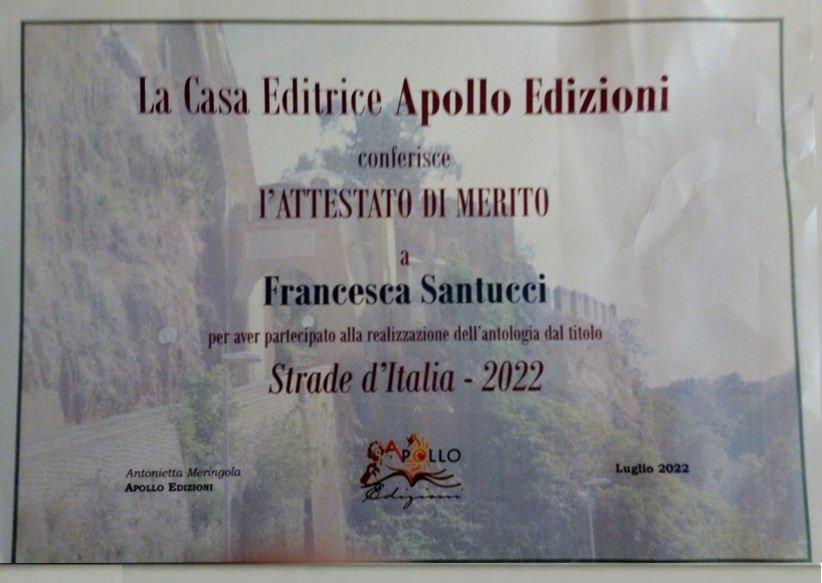 La Casa Editrice Apollo Edizioni
conferisce
l'ATTESTATO DI MERITO
a
Francesca Santucci
per aver partecipato alla realizzazione dell'antologia dal titolo
Strade d'Italia - 2022
Antonietta Meringola
APOLLO EDIZIONI
APOLLO
Edizioni
Luglio 2022